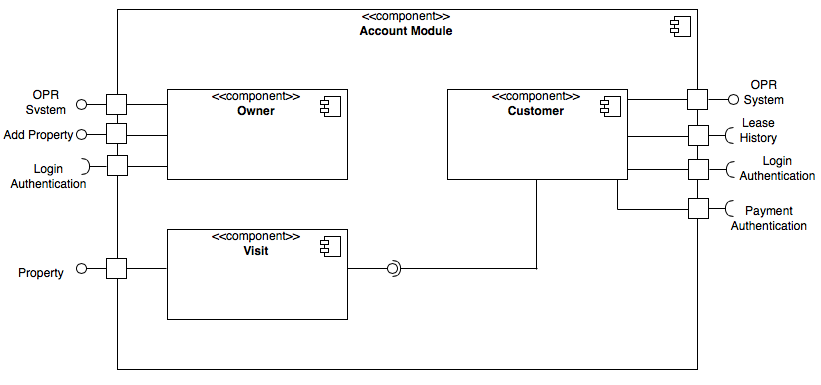 <<component>>
Account Module
OPR
System
Add Property
Login
Authentication
<<component>>
Owner
<<component>>
Customer
OPR
System
Lease
History
Login
Authentication
Payment
Authentication
<<component>>
Visit
Property